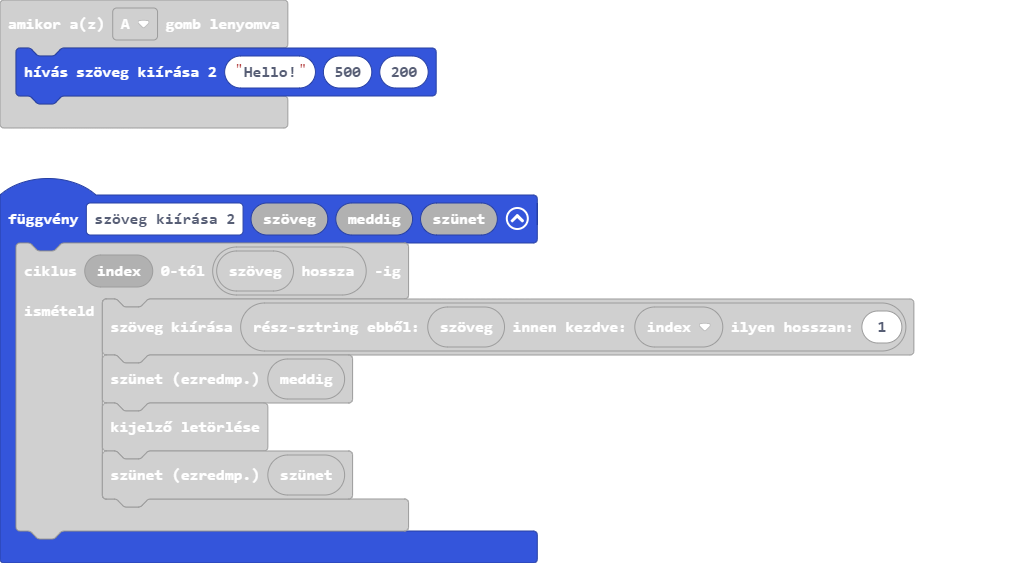 amikor a(z) A gomb lenyomva
hívás szöveg kiírása 2 "Hello!" 500 200
függvény szöveg kiírása 2 szöveg meddig szünet
ciklus index 0-tól szöveg hossza -ig
ismételd
szöveg kiírása rész-sztring ebből: szöveg innen kezdve: index ilyen hosszan: 1
szünet (ezredmp.) meddig
kijelző letörlése
szünet (ezredmp.) szünet